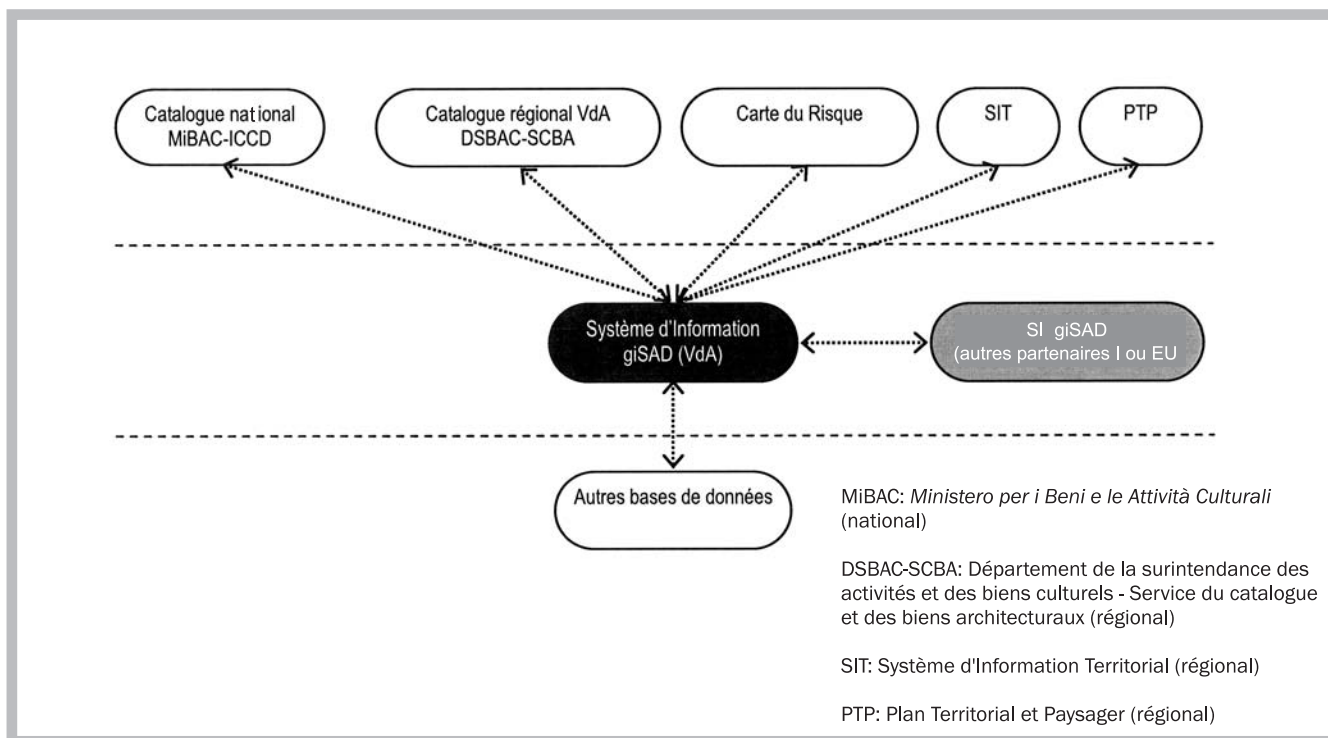 Catalogue national
MiBAC-ICCD
Catalogue régional VdA
DSBAC-SCBA
Carte du Risque
SIT
PTP
Système d'Information
giSAD (VdA)
SI giSAD
(autres partenaires I ou EU
Autres bases de données
MiBAC: Ministero per i Beni e le Attività Culturali
(national)
DSBAC-SCBA: Département de la surintendance des
activités et des biens culturels - Service du catalogue
et des biens architecturaux (régional)
SIT: Système d'Information Territorial (régional)
PTP: Plan Territorial et Paysager (régional)